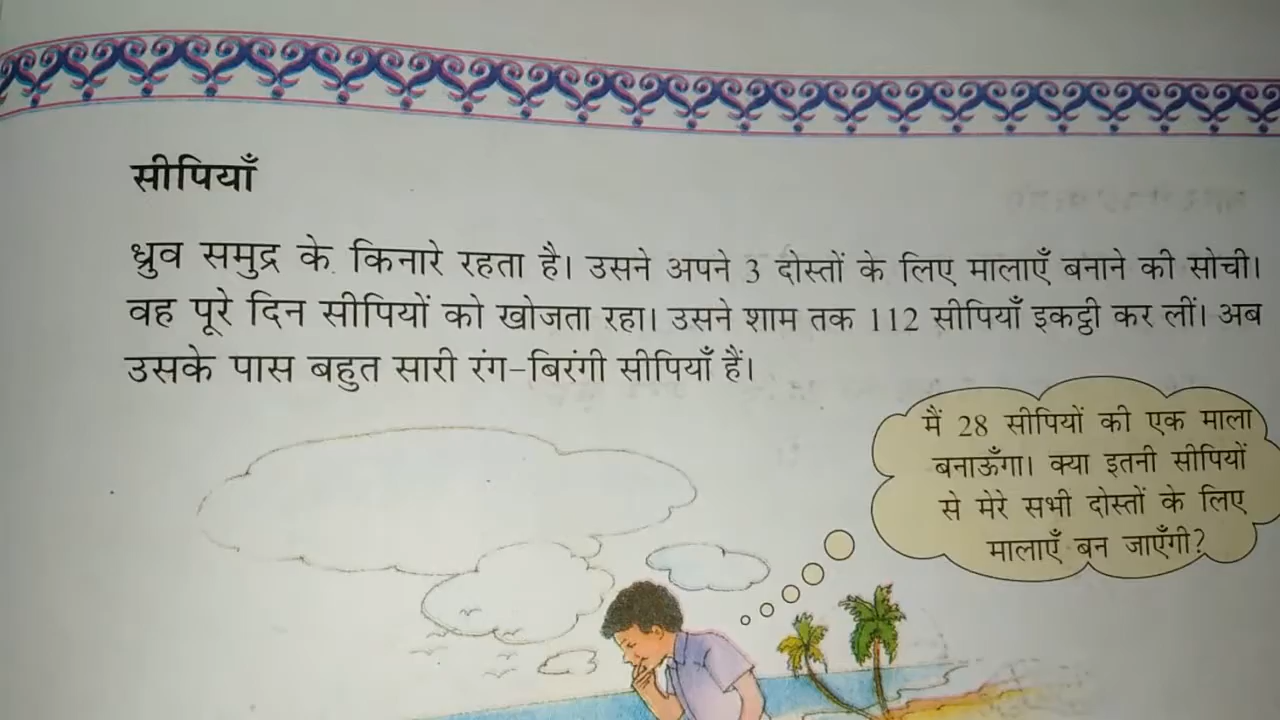 सीपियाँ
ध्रुव समुद्र के किनारे रहता है। उसने अपने 3 दोस्तों के लिए मालाएँ बनाने की सोची।
वह पूरे दिन सीपियों को खोजता रहा। उसने शाम तक 112 सीपियाँ इकट्ठी कर लीं। अब
उसके पास बहुत सारी रंग-बिरंगी सीपियाँ हैं।
मैं 28 सीपियों की एक माला
बनाऊँगा। क्या इतनी सीपियों
से मेरे सभी दोस्तों के लिए
मालाएँ बन जाएँगी?